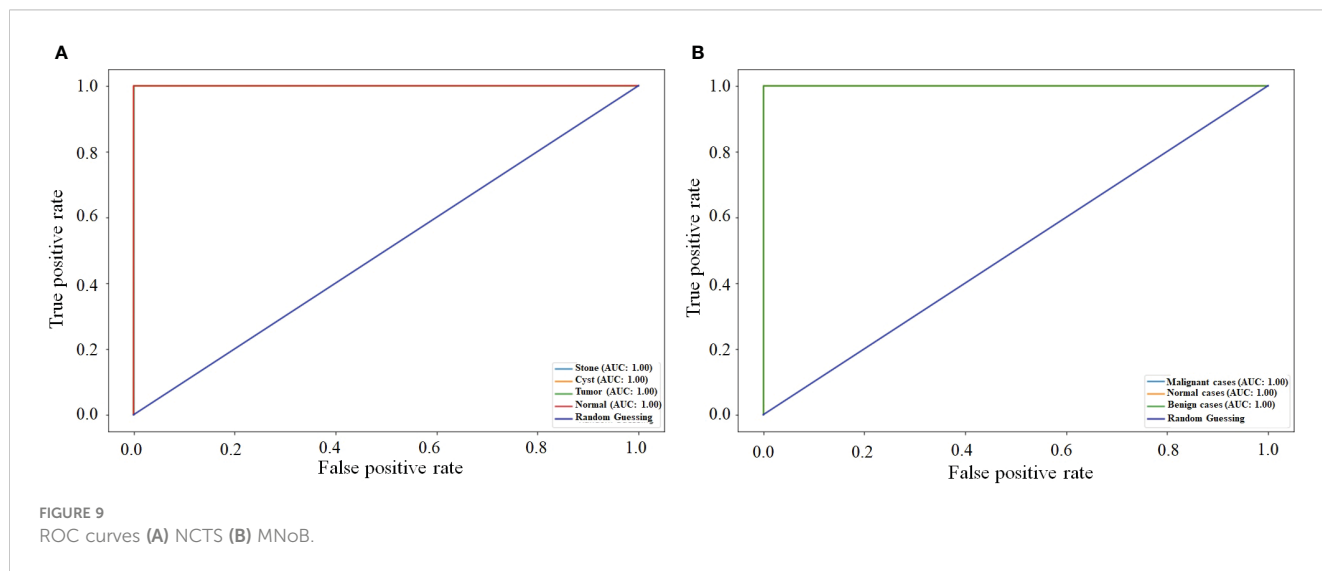 A
True positive rate
1.0
0.8
0.6
0.4
0.2
0.0
0.0 0.2 0.4 0.6 0.8 1.0
False positive rate
Stone (AUC: 1.00)
Cyst (AUC: 1.00)
Tumor (AUC: 1.00)
Normal (AUC: 1.00)
Random Guessing
B
True positive rate
1.0
0.8
0.6
0.4
0.2
0.0
0.0 0.2 0.4 0.6 0.8 1.0
False positive rate
Malignant cases (AUC: 1.00)
Normal cases (AUC: 1.00)
Benign cases (AUC: 1.00)
Random Guessing
FIGURE 9
ROC curves (A) NCTS (B) MNoB.